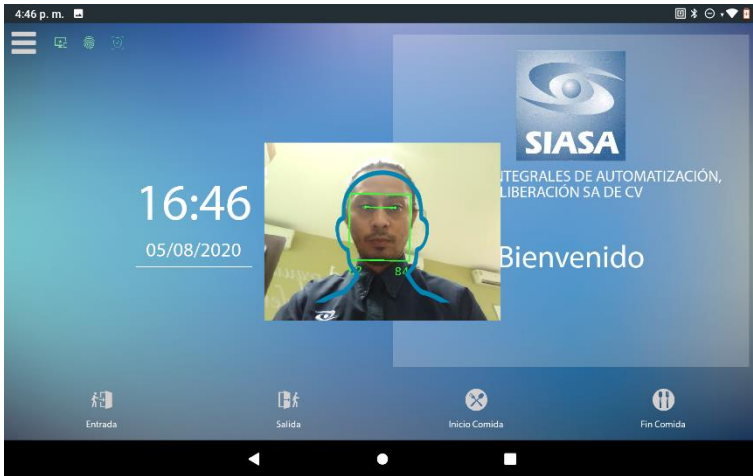 4:46 p. m.
SIASA
NTEGRALES DE AUTOMATIZACIÓN,
LIBERACIÓN SA DE CV
16:46
05/08/2020
Bienvenido
84
Entrada
Salida
Inicio Comida
Fin Comida